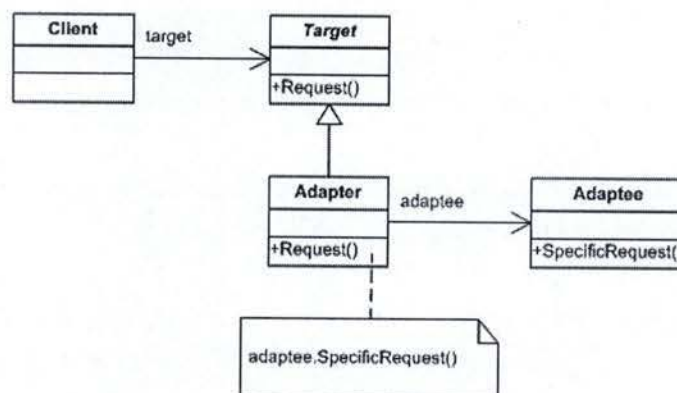 Client
target
Target
+Request()
Adapter
adaptee
Adaptee
+Request()
+SpecificRequest(
adaptee.SpecificRequest()